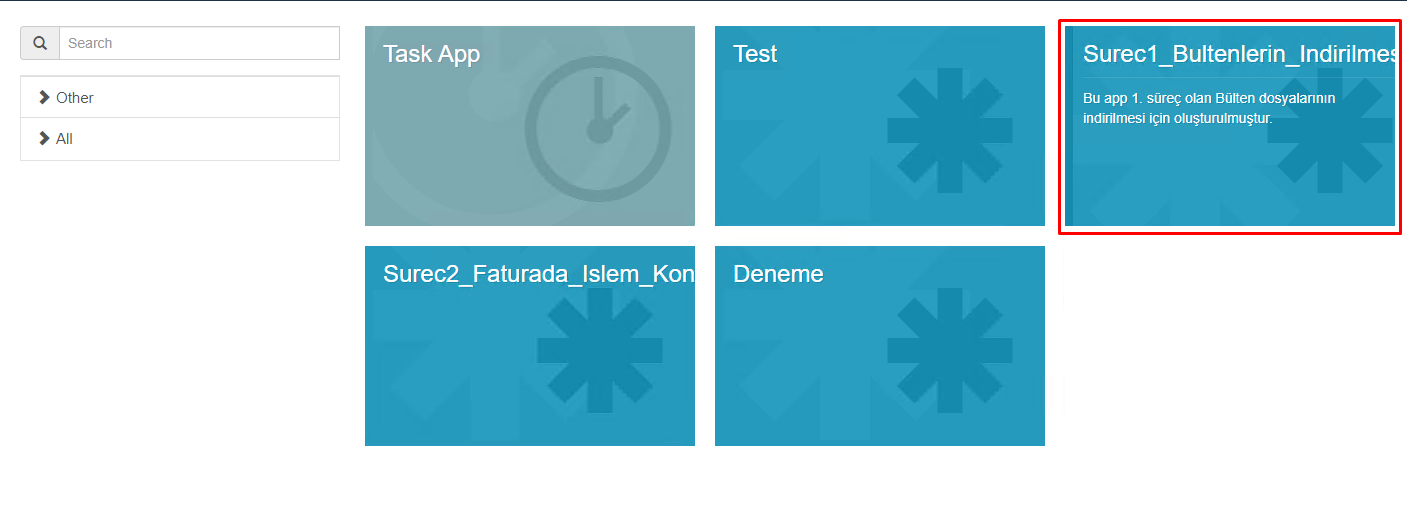 Search
Other
All
Task App
Test
Surec1_Bultenlerin_Indirilmes
Bu app 1. süreç olan Bülten dosyalarının
indirilmesi için oluşturulmuştur.
Surec2_Faturada_Islem_Kon
Deneme